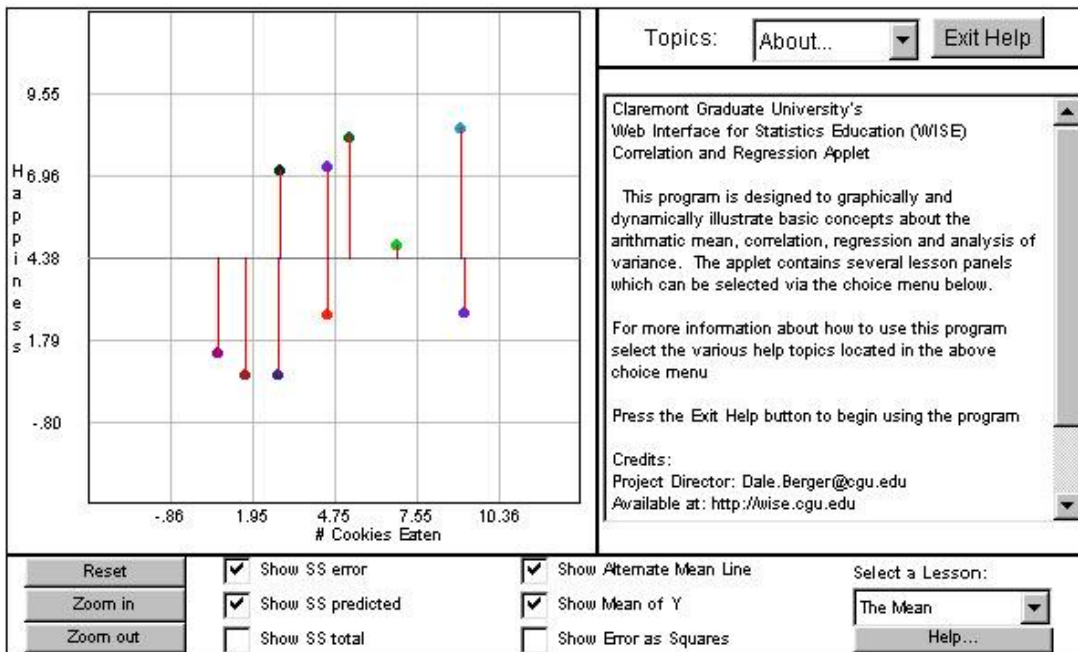 Happiness
9.55
6.96
4.38
1.79
-.80
-.86 1.95 4.75 7.55 10.36
# Cookies Eaten
Topics: About... Exit Help
Claremont Graduate University's
Web Interface for Statistics Education (WISE)
Correlation and Regression Applet
This program is designed to graphically and
dynamically illustrate basic concepts about the
arithmatic mean, correlation, regression and analysis of
variance. The applet contains several lesson panels
which can be selected via the choice menu below.
For more information about how to use this program
select the various help topics located in the above
choice menu
Press the Exit Help button to begin using the program
Credits:
Project Director: Dale.Berger@cgu.edu
Available at: http://wise.cgu.edu
Reset
Zoom in
Zoom out
Show SS error
Show SS predicted
Show SS total
Show Alternate Mean Line
Show Mean of Y
Show Error as Squares
Select a Lesson:
The Mean
Help...